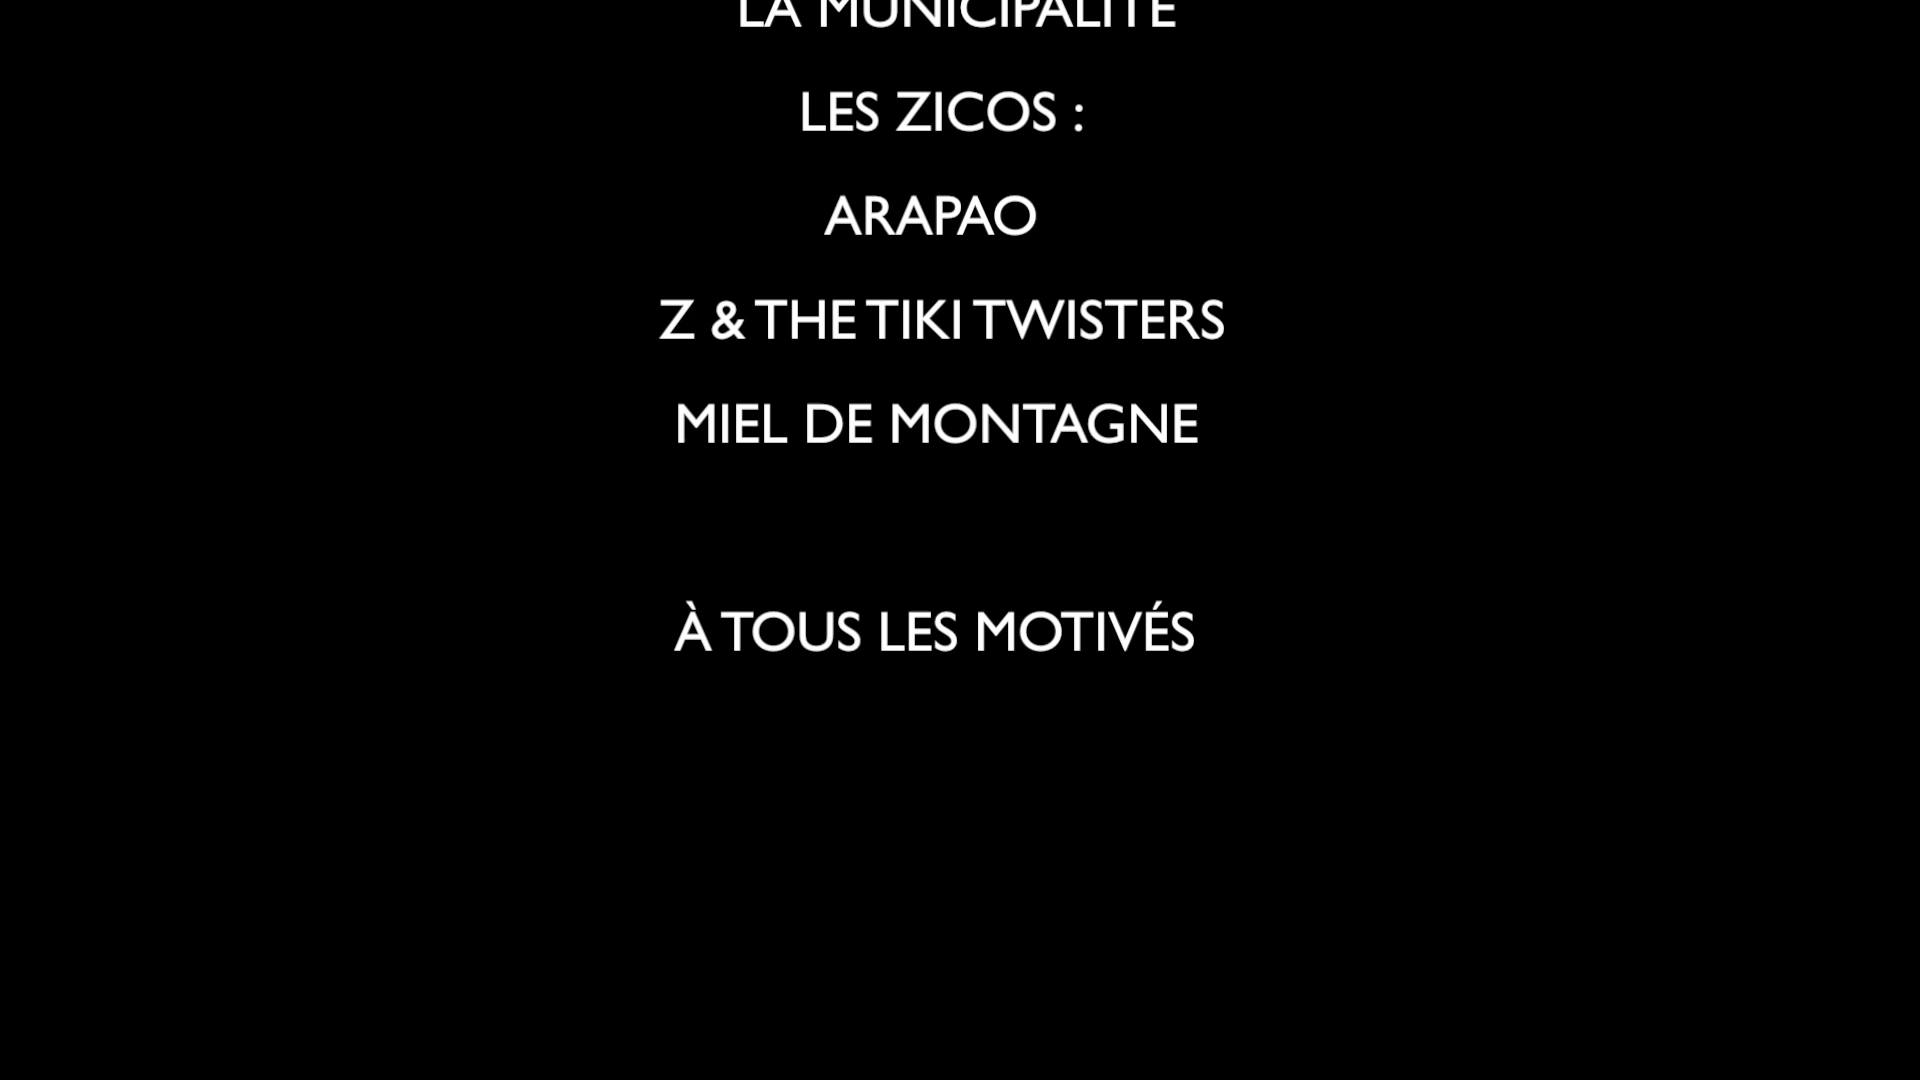 LA MUNICIPALITÉ
LES ZICOS :
ARAPAO
Z & THE TIKI TWISTERS
MIEL DE MONTAGNE
À TOUS LES MOTIVÉS